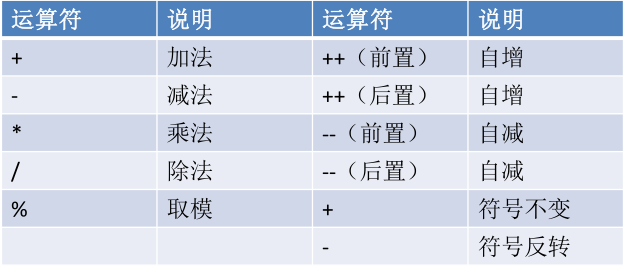 运算符 说明 运算符 说明
+ 加法 ++（前置） 自增
- 减法 ++（后置） 自增
* 乘法 --（前置） 自减
/ 除法 --（后置） 自减
% 取模 + 符号不变
- 符号反转